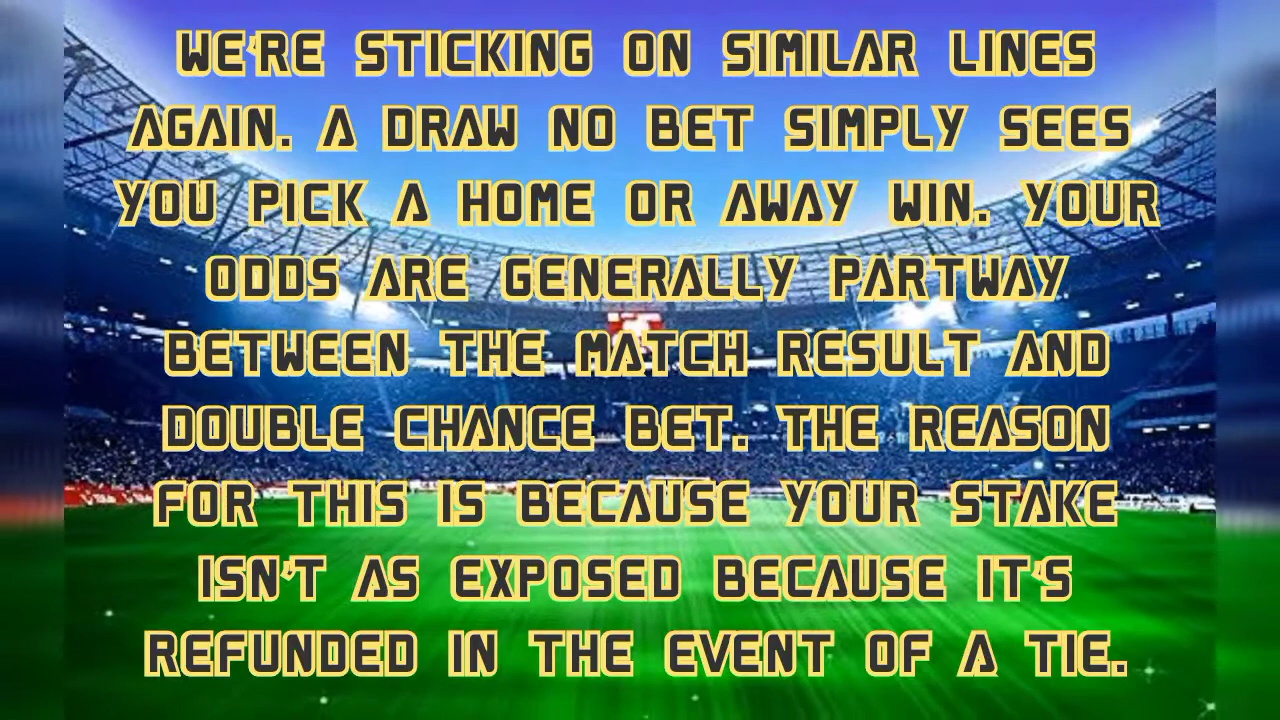 WE'RE STICKING ON SIMILAR LINES
AGAIN. A DRAW NO BET SIMPLY SEES
YOU PICK A HOME OR AWAY WIN. YOUR
ODDS ARE GENERALLY PARTWAY
BETWEEN THE MATCH RESULT AND
DOUBLE CHANCE BET. THE REASON
FOR THIS IS BECAUSE YOUR STAKE
ISN'T AS EXPOSED BECAUSE IT'S
REFUNDED IN THE EVENT OF A TIE.